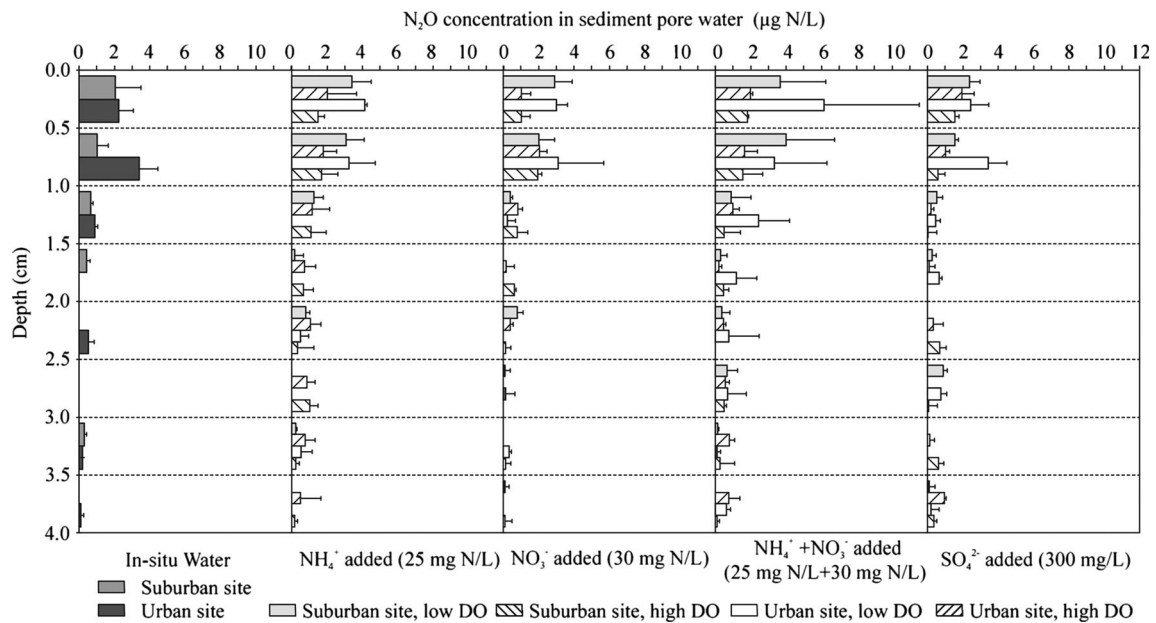 N₂O concentration in sediment pore water (µg N/L)
0 2 4 6 8 10 0 2 4 6 8 10 0 2 4 6 8 10 0 2 4 6 8 10 0 2 4 6 8 10 12
0.0
0.5
1.0
1.5
2.0
2.5
3.0
3.5
4.0
Depth (cm)
In-situ Water
Suburban site
Urban site
NH₄⁺ added (25 mg N/L)
NO₃⁻ added (30 mg N/L)
NH₄⁺ +NO₃⁻ added
(25 mg N/L+30 mg N/L)
SO₄²⁻ added (300 mg/L)
Suburban site, low DO Suburban site, high DO Urban site, low DO Urban site, high DO